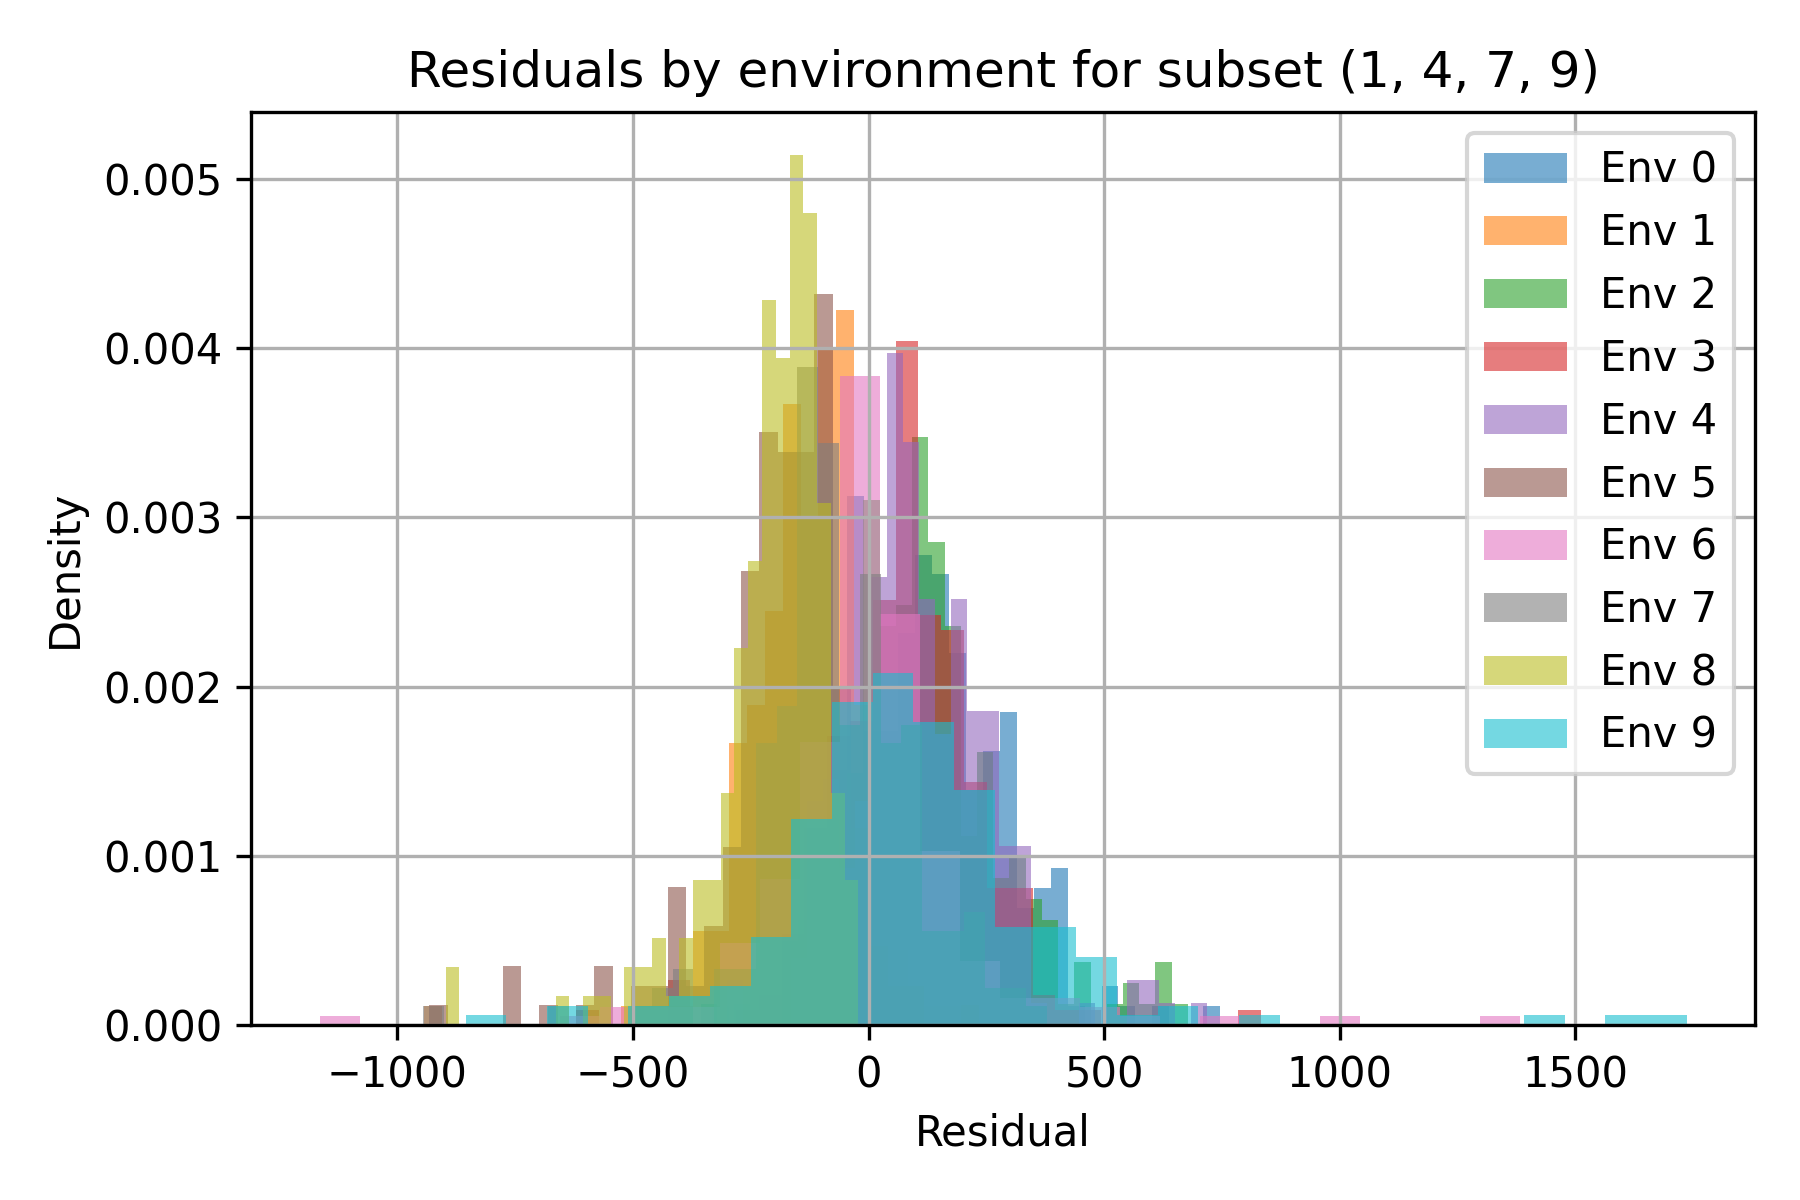 Residuals by environment for subset (1, 4, 7, 9)
Density
0.005
0.004
0.003
0.002
0.001
0.000
−1000
−500
0
500
1000
1500
Residual
Env 0
Env 1
Env 2
Env 3
Env 4
Env 5
Env 6
Env 7
Env 8
Env 9